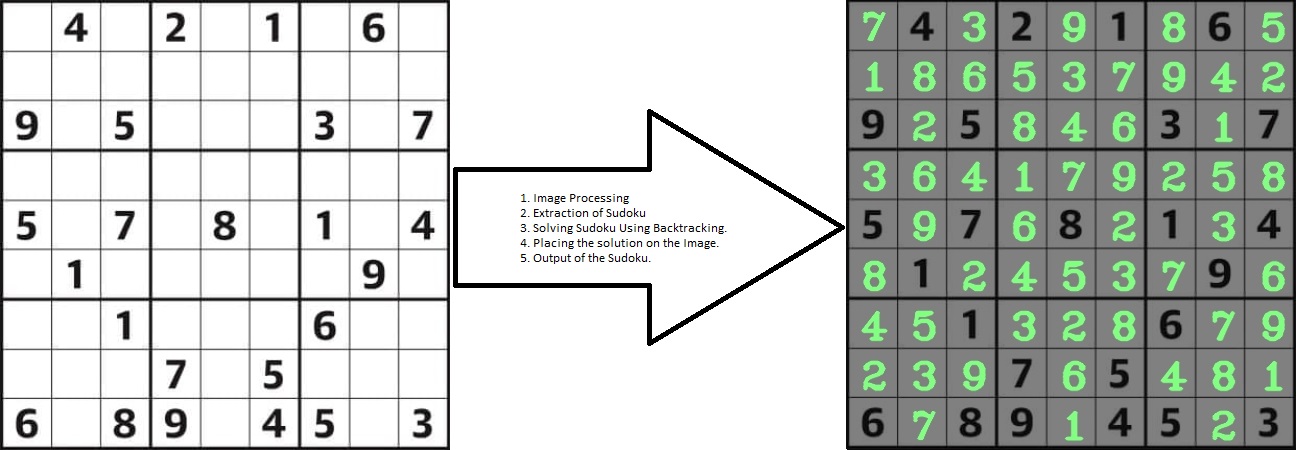 4 2 1 6
9 5 3 7
5 7 8 1 4
1 9
1 6
7 5
6 8 9 4 5 3
1. Image Processing
2. Extraction of Sudoku
3. Solving Sudoku Using Backtracking.
4. Placing the solution on the Image.
5. Output of the Sudoku.
7 4 3 2 9 1 8 6 5
1 8 6 5 3 7 9 4 2
9 2 5 8 4 6 3 1 7
3 6 4 1 7 9 2 5 8
5 9 7 6 8 2 1 3 4
8 1 2 4 5 3 7 9 6
4 5 1 3 2 8 6 7 9
2 3 9 7 6 5 4 8 1
6 7 8 9 1 4 5 2 3